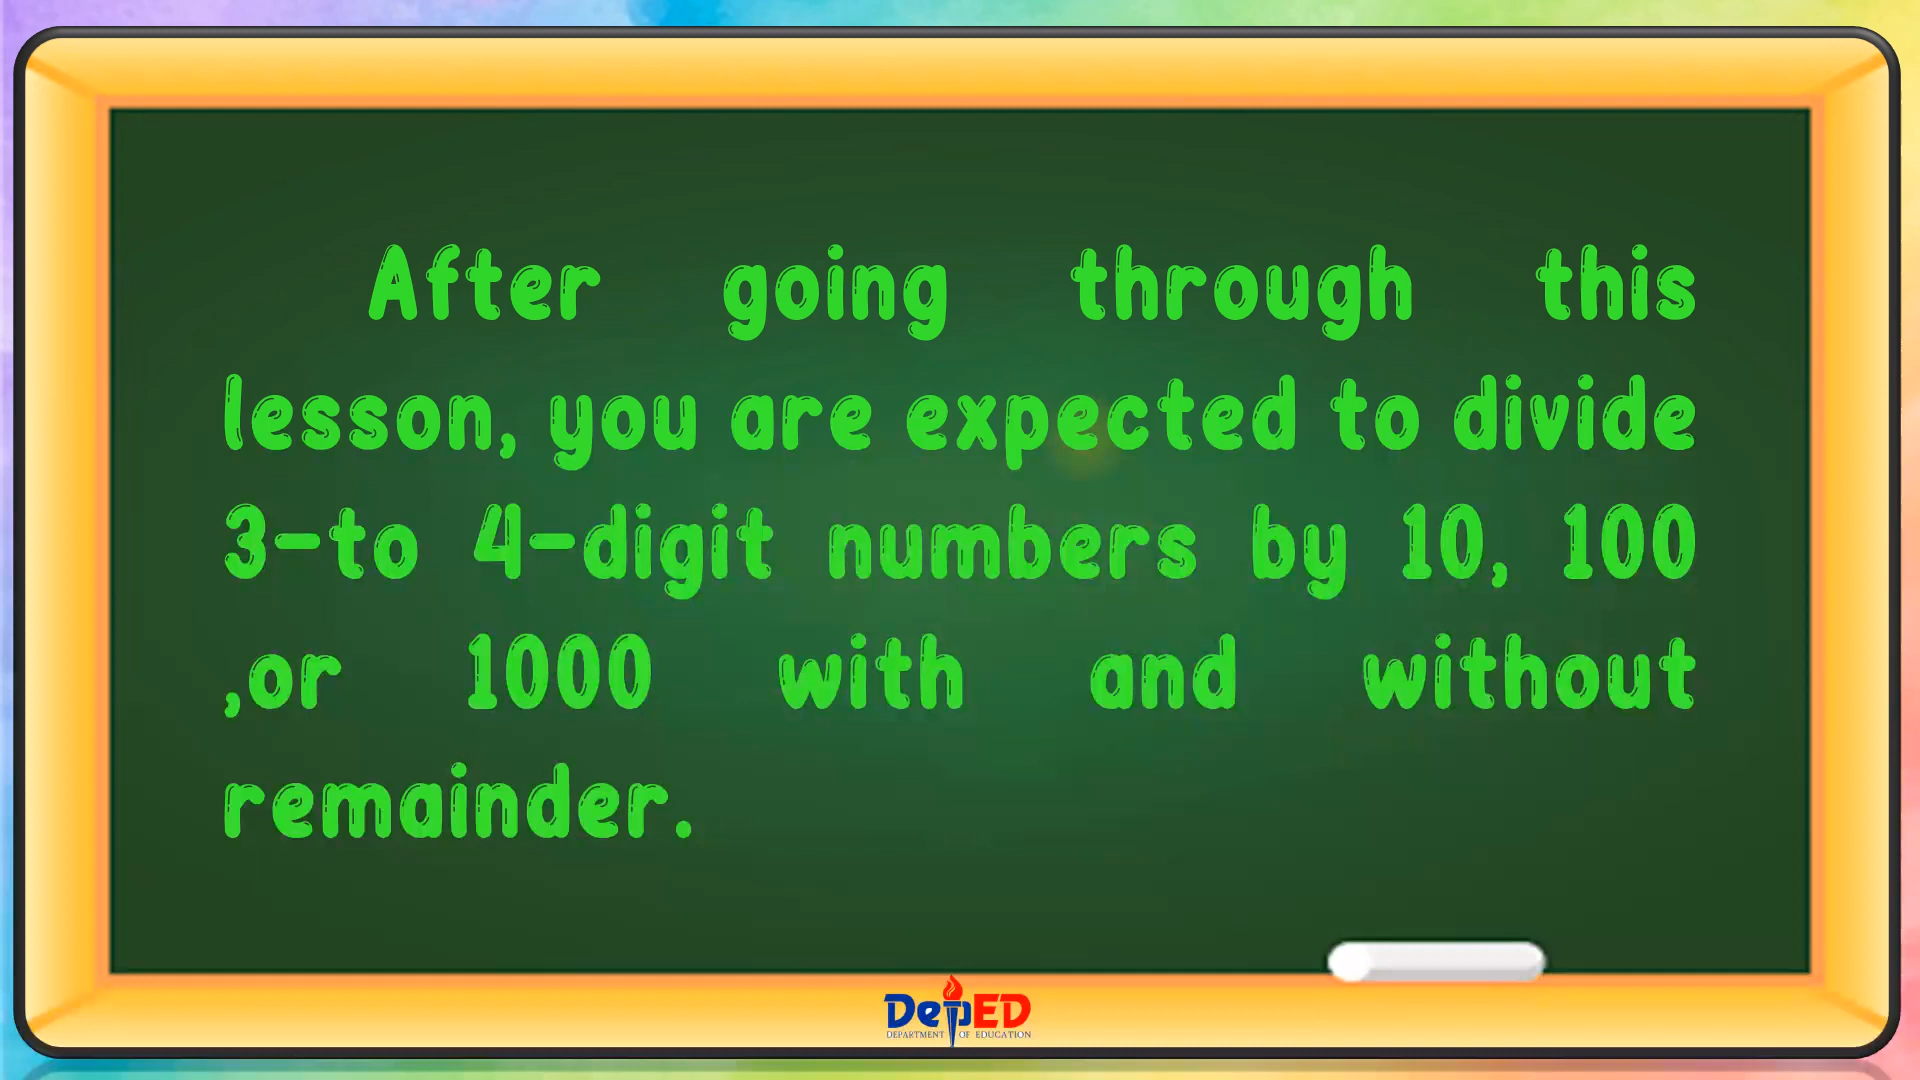 After going through this
lesson, you are expected to divide
3-to 4-digit numbers by 10, 100
,or 1000 with and without
remainder.
DepED
DEPARTMENT OF EDUCATION